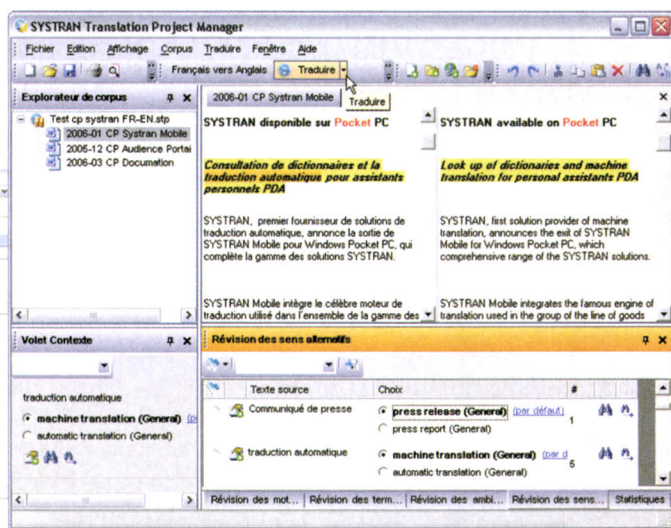 SYSTRAN Translation Project Manager
Fichier Edition Affichage Corpus Traduire Fenêtre Aide
Français vers Anglais Traduire
Traduire
Explorateur de corpus
Test cp systran FR-EN.stp
2006-01 CP Systran Mobile
2005-12 CP Audience Portai
2006-03 CP Documation
2006-01 CP Systran Mobile
SYSTRAN disponible sur Pocket PC
Consultation de dictionnaires et la
traduction automatique pour assistants
personnels PDA
SYSTRAN, premier fournisseur de solutions de
traduction automatique, annonce la sortie de
SYSTRAN Mobile pour Windows Pocket PC, qui
complète la gamme des solutions SYSTRAN.
SYSTRAN Mobile intègre le célèbre moteur de
traduction utilisé dans l'ensemble de la gamme des
SYSTRAN available on Pocket PC
Look up of dictionaries and machine
translation for personal assistants PDA
SYSTRAN, first solution provider of machine
translation, announces the exit of SYSTRAN
Mobile for Windows Pocket PC, which
comprehensive range of the SYSTRAN solutions.
SYSTRAN Mobile integrates the famous engine of
translation used in the group of the line of goods
Volet Contexte
traduction automatique
machine translation (General) (p
automatic translation (General)
Révision des sens alternatifs
Texte source Choix #
Communiqué de presse press release (General) (par défaut) 1
press report (General)
traduction automatique machine translation (General) (par d 5
automatic translation (General)
Révision des mot... Révision des term... Révision des ambi... Révision des sens... Statistiques